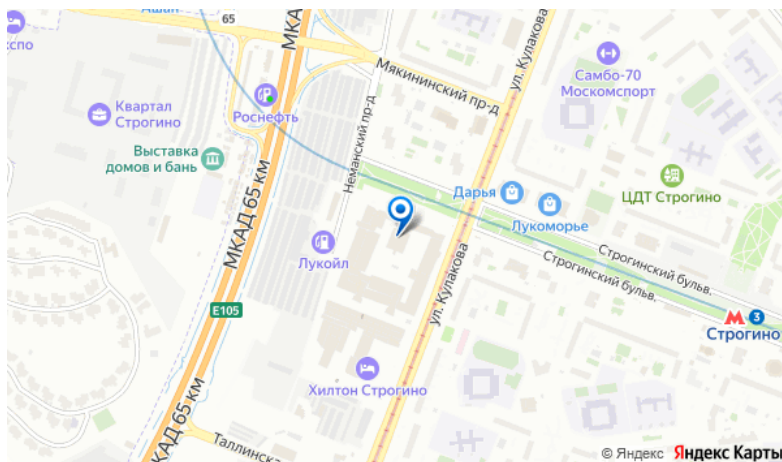 Ашан
65
экспо
МКАД
Мякининский пр-д
ул. Кулакова
Самбо-70
Москомспорт
Квартал
Строгино
Роснефть
Неманский пр-д
Выставка
домов и бань
Дарья
ЦДТ Строгино
Лукоморье
МКАД 65 км
Лукойл
Строгинский бульв.
Строгинский бульв.
ул. Кулакова
E105
М 3
Строгино
Хилтон Строгино
МКАД 65 км
Таллинска
© Яндекс Яндекс Карты